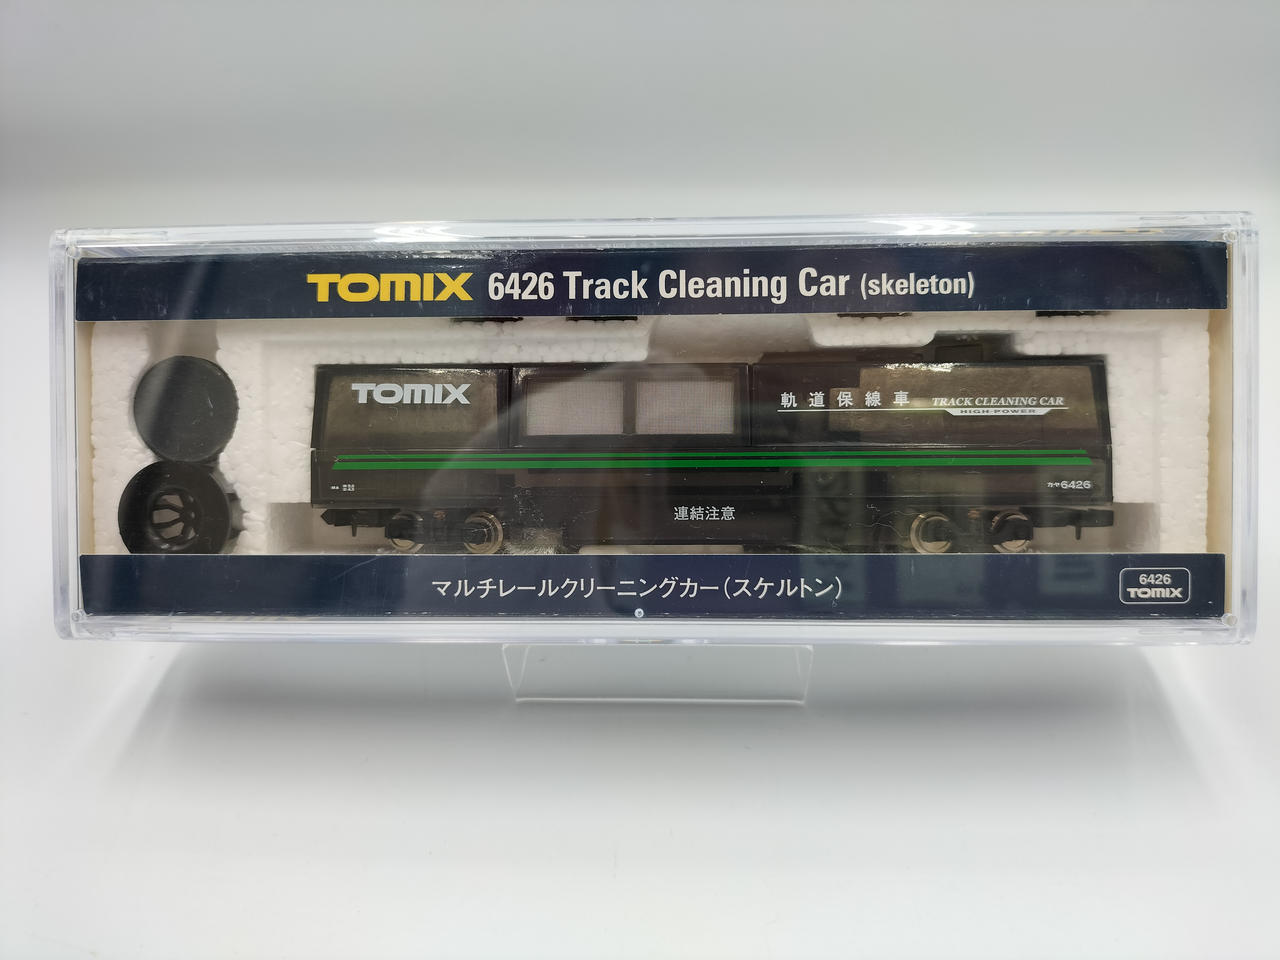 TOMIX 6426 Track Cleaning Car (skeleton)
TOMIX
軌道保線車
TRACK CLEANING CAR
HIGH-POWER
6426
連結注意
マルチレールクリーニングカー(スケルトン)
6426
TOMIX